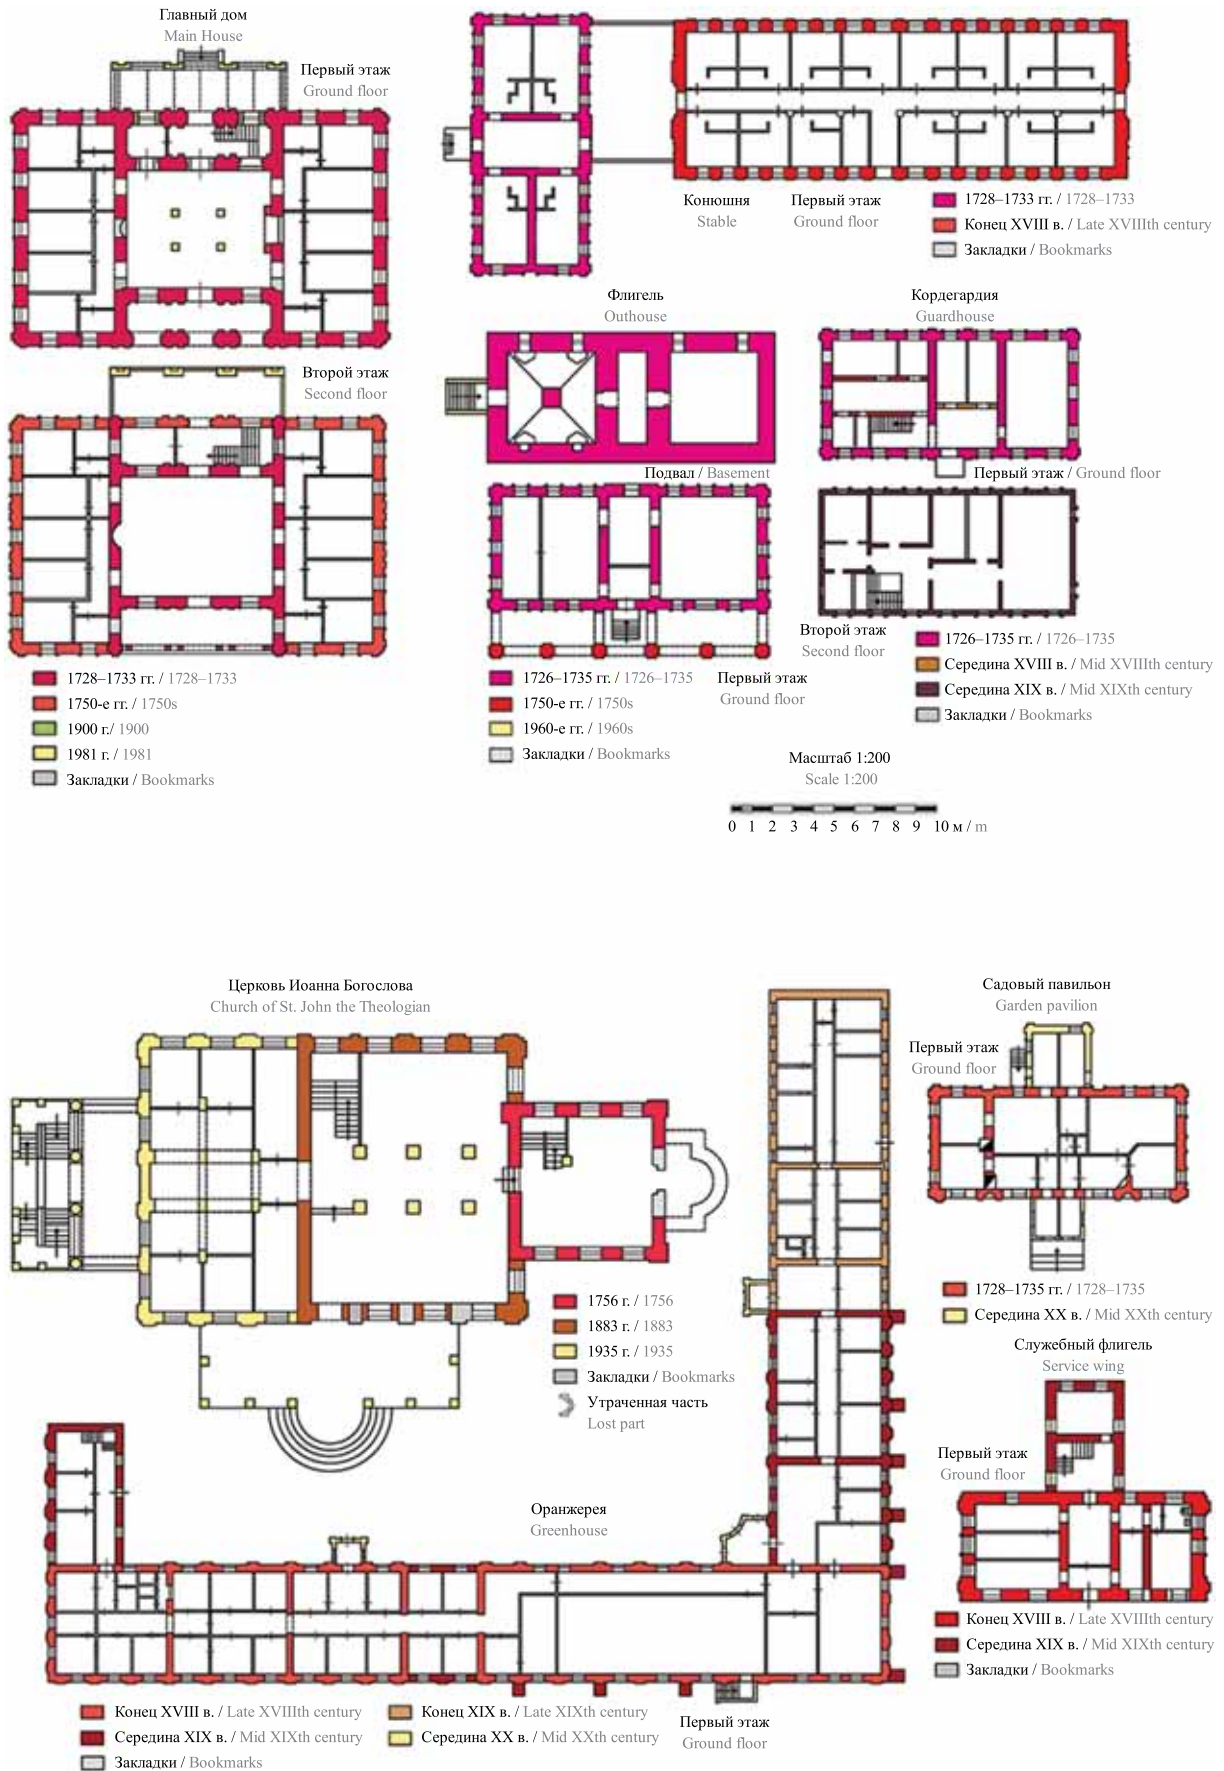 Главный дом
Main House
Первый этаж
Ground floor
Второй этаж
Second floor
1728–1733 гг. / 1728–1733
1750-е гг. / 1750s
1900 г./ 1900
1981 г. / 1981
Закладки / Bookmarks
Конюшня
Stable
Первый этаж
Ground floor
1728–1733 гг. / 1728–1733
Конец XVIII в. / Late XVIIIth century
Закладки / Bookmarks
Флигель
Outhouse
Подвал / Basement
1726–1735 гг. / 1726–1735
1750-е гг. / 1750s
1960-е гг. / 1960s
Закладки / Bookmarks
Первый этаж
Ground floor
Кордегардия
Guardhouse
Первый этаж / Ground floor
Второй этаж
Second floor
1726–1735 гг. / 1726–1735
Середина XVIII в. / Mid XVIIIth century
Середина XIX в. / Mid XIXth century
Закладки / Bookmarks
Масштаб 1:200
Scale 1:200
0 1 2 3 4 5 6 7 8 9 10 м / m
Церковь Иоанна Богослова
Church of St. John the Theologian
1756 г. / 1756
1883 г. / 1883
1935 г. / 1935
Закладки / Bookmarks
Утраченная часть
Lost part
Садовый павильон
Garden pavilion
Первый этаж
Ground floor
1728–1735 гг. / 1728–1735
Середина XX в. / Mid XXth century
Служебный флигель
Service wing
Первый этаж
Ground floor
Конец XVIII в. / Late XVIIIth century
Середина XIX в. / Mid XIXth century
Закладки / Bookmarks
Оранжерея
Greenhouse
Конец XVIII в. / Late XVIIIth century
Середина XIX в. / Mid XIXth century
Закладки / Bookmarks
Конец XIX в. / Late XIXth century
Середина XX в. / Mid XXth century
Первый этаж
Ground floor